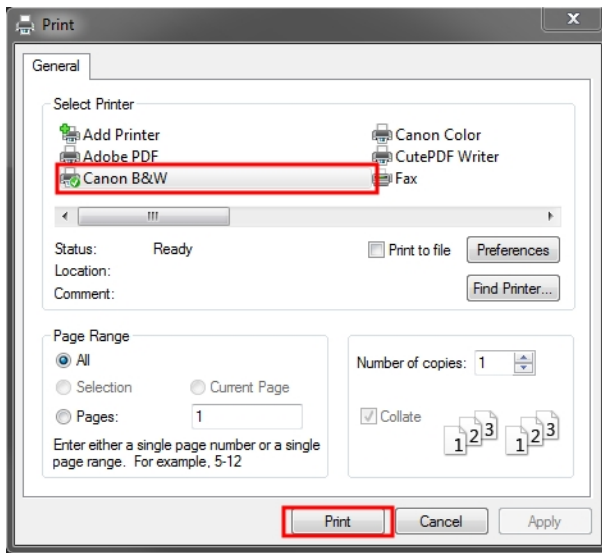 Print
X
General
Select Printer
Add Printer
Canon Color
Adobe PDF
CutePDF Writer
Canon B&W
Fax
Status: Ready
Print to file
Preferences
Location:
Comment:
Find Printer...
Page Range
All
Number of copies: 1
Selection
Current Page
Pages: 1
Collate
1 2 3 1 2 3
Enter either a single page number or a single
page range. For example, 5-12
Print
Cancel
Apply